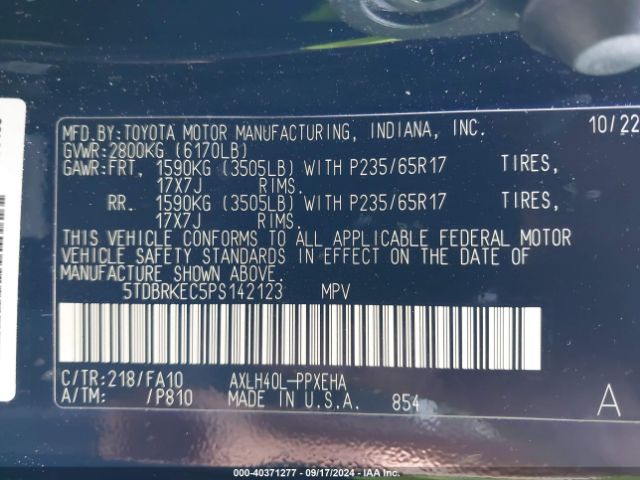 MFD.BY:TOYOTA MOTOR MANUFACTURING, INDIANA, INC. 10/22
GVWR:2800KG (6170LB)
GAWR:FRT. 1590KG (3505LB) WITH P235/65R17 TIRES,
17X7J RIMS.
RR. 1590KG (3505LB) WITH P235/65R17 TIRES,
17X7J RIMS.
THIS VEHICLE CONFORMS TO ALL APPLICABLE FEDERAL MOTOR
VEHICLE SAFETY STANDARDS IN EFFECT ON THE DATE OF
MANUFACTURE SHOWN ABOVE.
5TDBRKEC5PS142123 MPV
C/TR:218/FA10 AXLH40L-PPXEHA
A/TM: /P810 MADE IN U.S.A. 854 A
000-40371277 - 09/17/2024 - IAA Inc.